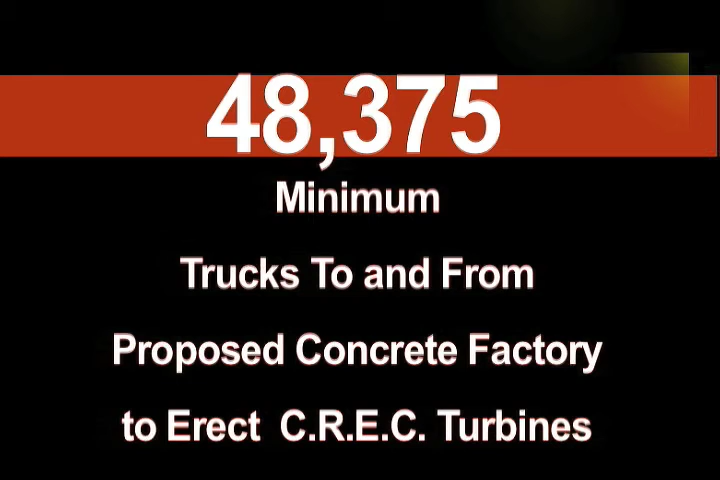 48,375
Minimum
Trucks To and From
Proposed Concrete Factory
to Erect C.R.E.C. Turbines